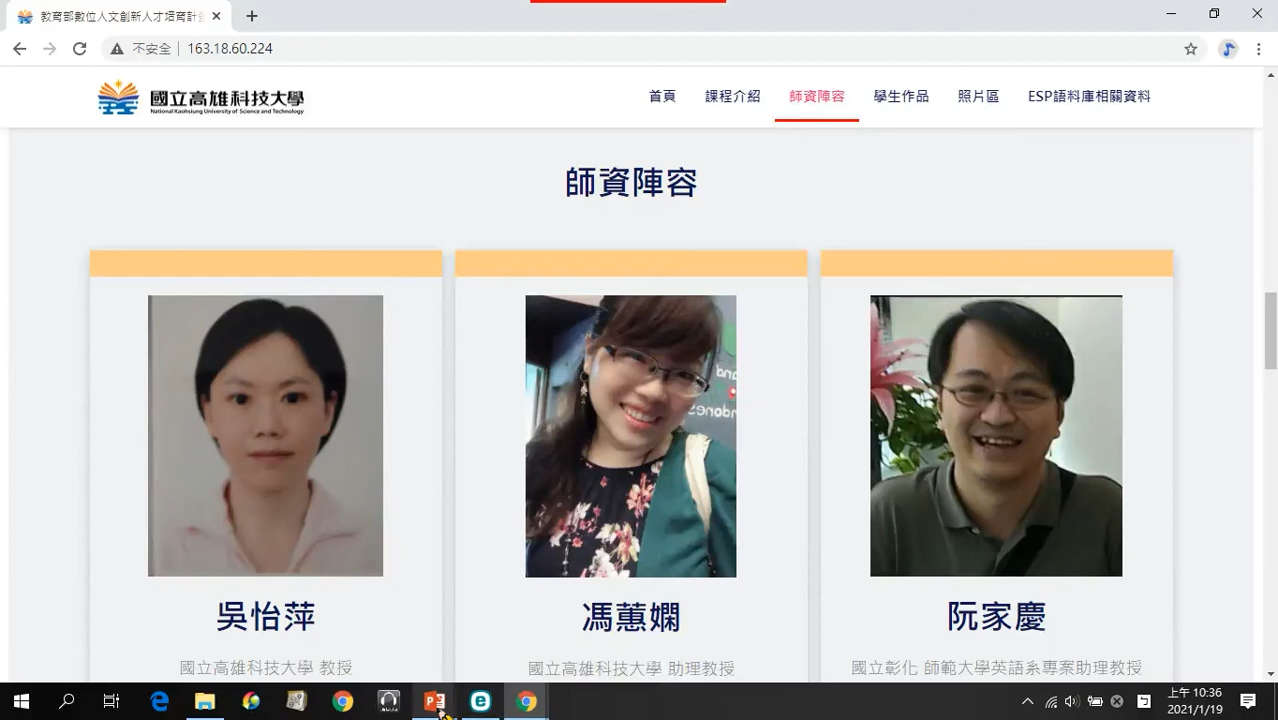 教育部數位人文創新人才培育計
不安全
163.18.60.224
國立高雄科技大學
National Kaohsiung University of Science and Technology
首頁
課程介紹
師資陣容
學生作品
照片區
ESP語料庫相關資料
師資陣容
吳怡萍
馮蕙嫻
阮家慶
國立高雄科技大學 教授
國立高雄科技大學 助理教授
國立彰化 師範大學英語系專案助理教授
上午 10:36
2021/1/19